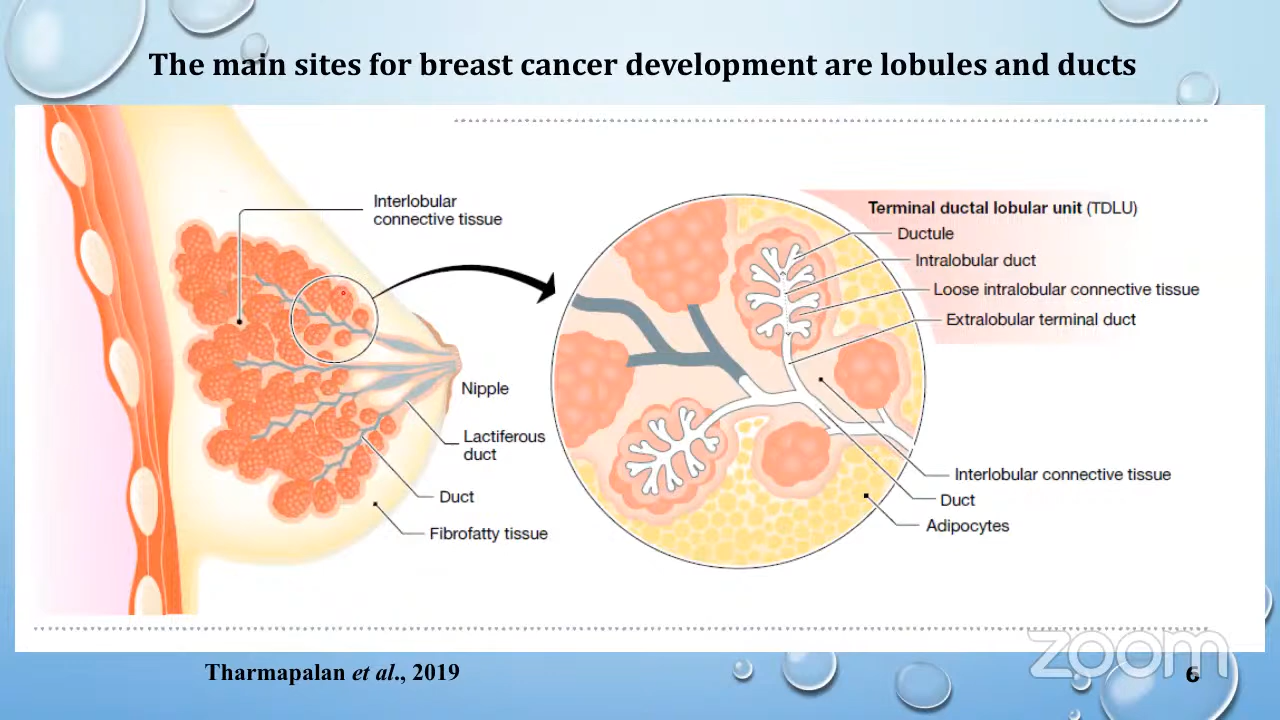 The main sites for breast cancer development are lobules and ducts
Interlobular
connective tissue
Nipple
Lactiferous
duct
Duct
Fibrofatty tissue
Terminal ductal lobular unit (TDLU)
Ductule
Intralobular duct
Loose intralobular connective tissue
Extralobular terminal duct
Interlobular connective tissue
Duct
Adipocytes
zoom
Tharmapalan et al., 2019
6